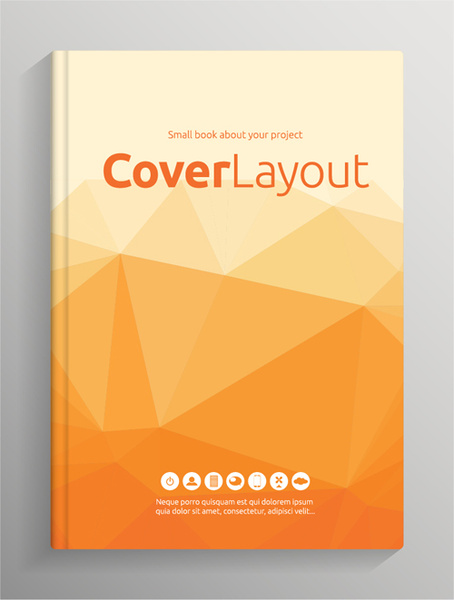 Small book about your project
CoverLayout
Neque porro quisquam est qui dolorem ipsum
quia dolor sit amet, consectetur, adipisci velit...